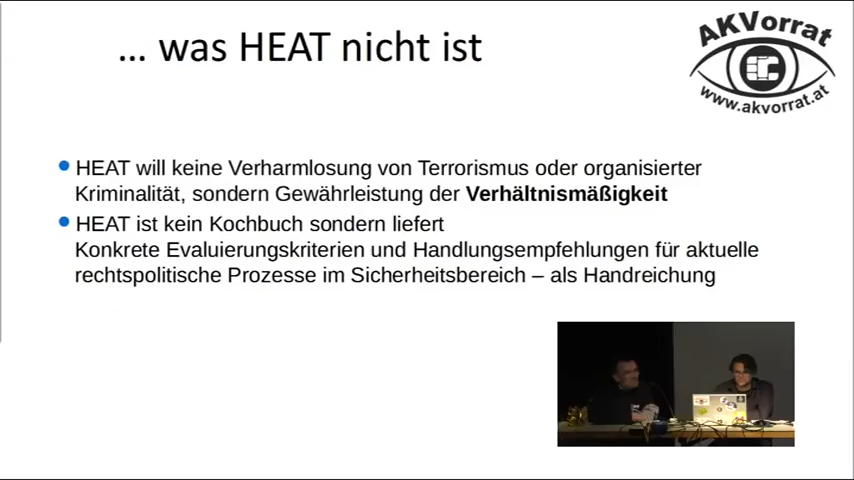 ... was HEAT nicht ist
AKVorrat
www.akvorrat.at
HEAT will keine Verharmlosung von Terrorismus oder organisierter
Kriminalität, sondern Gewährleistung der Verhältnismäßigkeit
HEAT ist kein Kochbuch sondern liefert
Konkrete Evaluierungskriterien und Handlungsempfehlungen für aktuelle
rechtspolitische Prozesse im Sicherheitsbereich – als Handreichung